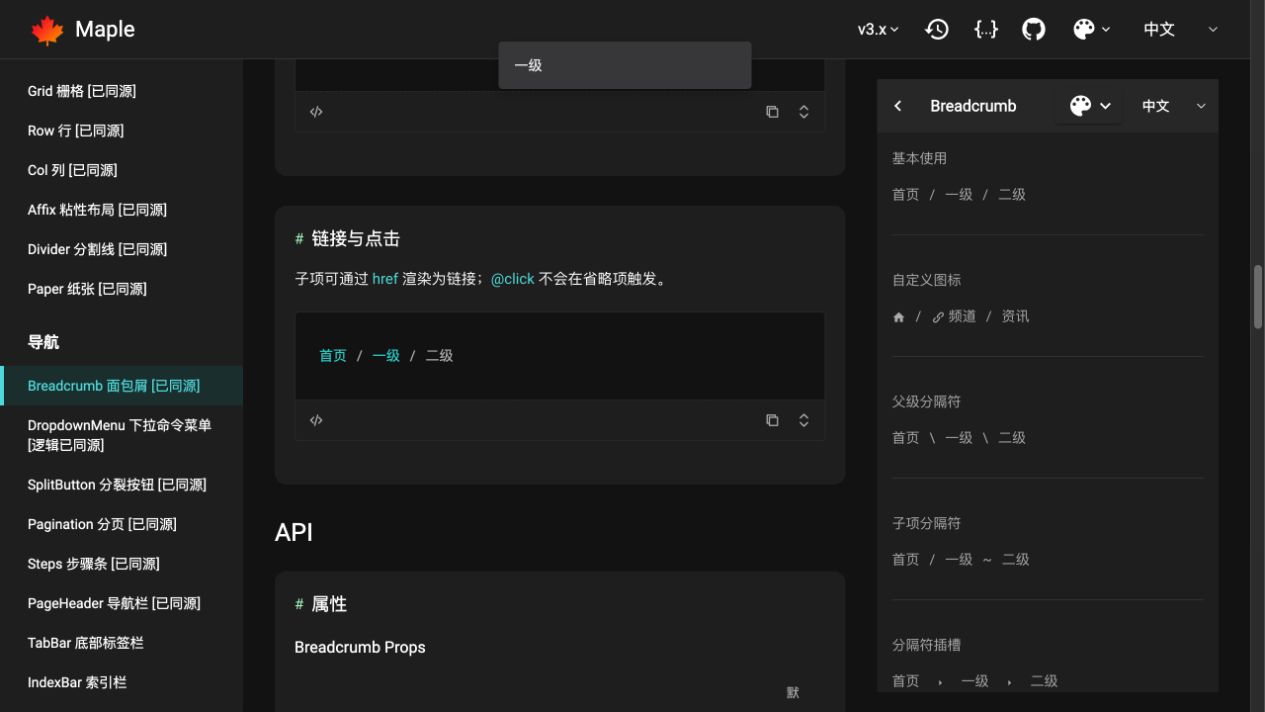 Maple
v3.x
中文
一级
Grid 栅格 [已同源]
Row 行 [已同源]
Col 列 [已同源]
Affix 粘性布局 [已同源]
Divider 分割线 [已同源]
Paper 纸张 [已同源]
导航
Breadcrumb 面包屑 [已同源]
DropdownMenu 下拉命令菜单
[逻辑已同源]
SplitButton 分裂按钮 [已同源]
Pagination 分页 [已同源]
Steps 步骤条 [已同源]
PageHeader 导航栏 [已同源]
TabBar 底部标签栏
IndexBar 索引栏
# 链接与点击
子项可通过 href 渲染为链接；@click 不会在省略项触发。
首页 / 一级 / 二级
API
# 属性
Breadcrumb Props
默
Breadcrumb
中文
基本使用
首页 / 一级 / 二级
自定义图标
/ 频道 / 资讯
父级分隔符
首页 \ 一级 \ 二级
子项分隔符
首页 / 一级 ~ 二级
分隔符插槽
首页 一级 二级